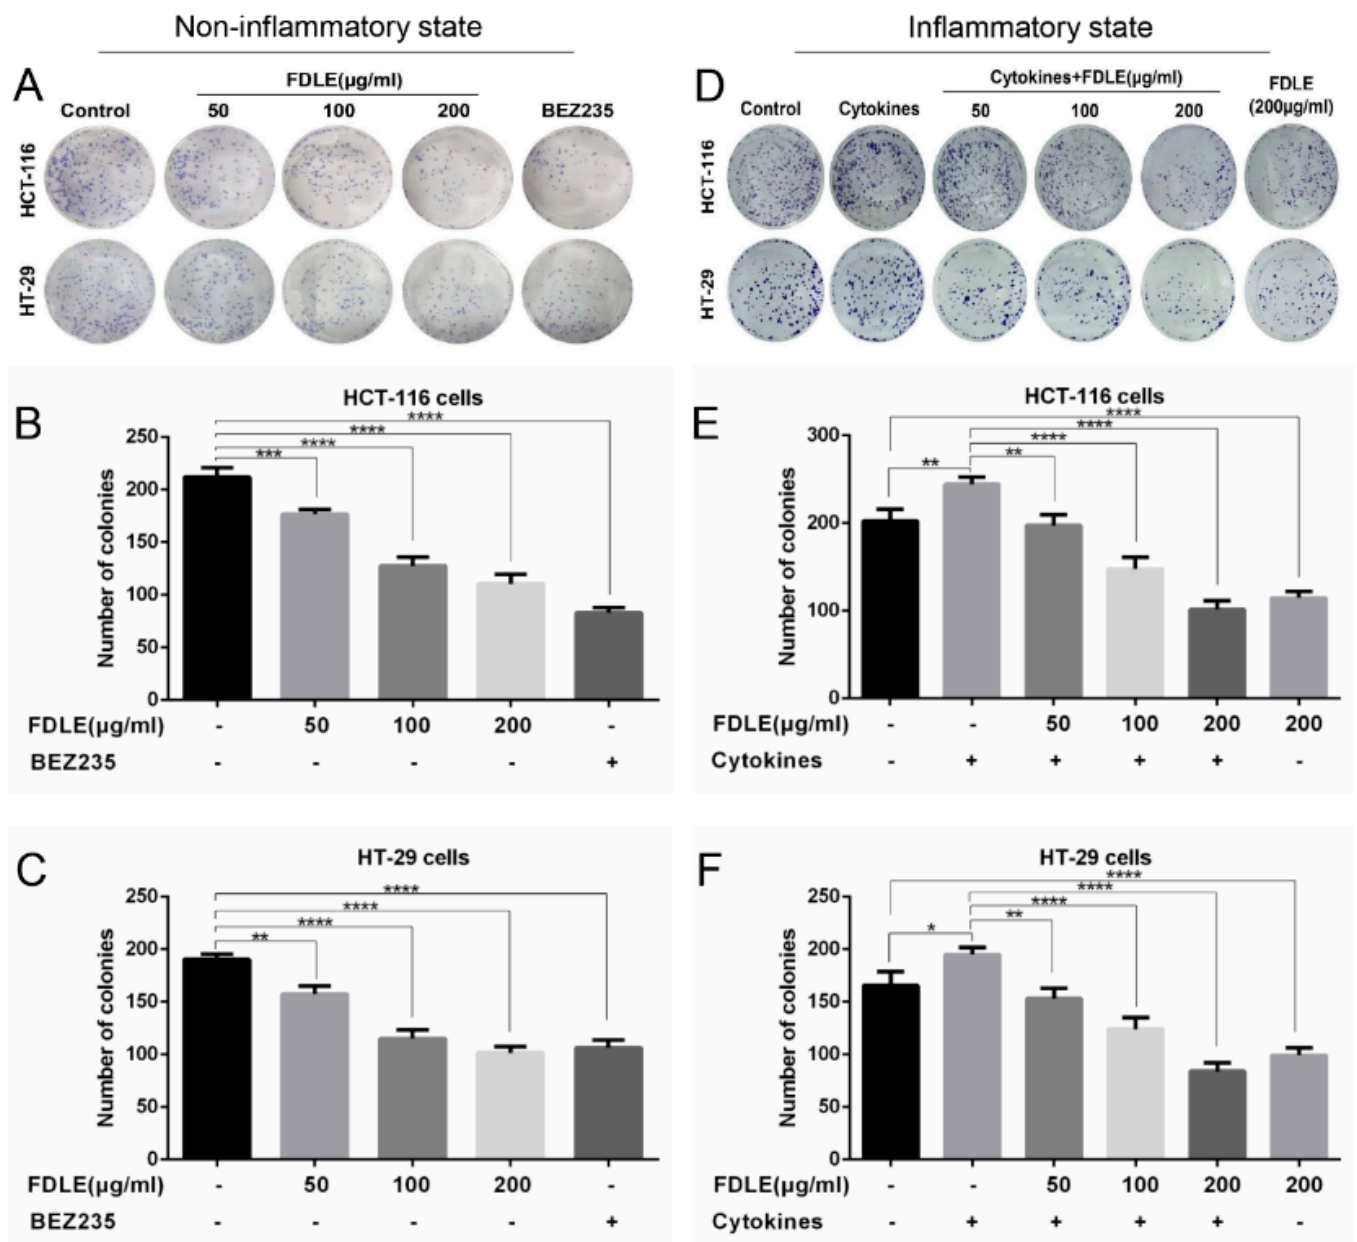 Non-inflammatory state
Inflammatory state
A
FDLE(μg/ml)
Control 50 100 200 BEZ235
HCT-116
HT-29
D
Cytokines+FDLE(μg/ml)
FDLE
(200μg/ml)
Control Cytokines 50 100 200
HCT-116
HT-29
B
HCT-116 cells
****
****
****
***
Number of colonies
250
200
150
100
50
0
FDLE(μg/ml) - 50 100 200 -
BEZ235 - - - - +
E
HCT-116 cells
****
****
****
**
**
Number of colonies
300
200
100
0
FDLE(μg/ml) - - 50 100 200 200
Cytokines - + + + + -
C
HT-29 cells
****
****
****
**
Number of colonies
250
200
150
100
50
0
FDLE(μg/ml) - 50 100 200 -
BEZ235 - - - - +
F
HT-29 cells
****
****
****
**
*
Number of colonies
250
200
150
100
50
0
FDLE(μg/ml) - - 50 100 200 200
Cytokines - + + + + -